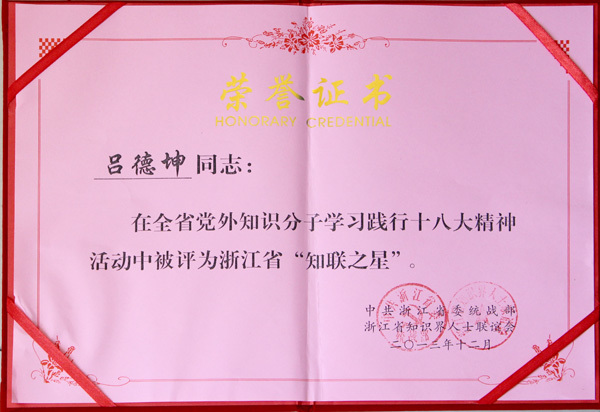 荣誉证书
HONORARY CREDENTIAL
吕德坤同志:
在全省党外知识分子学习践行十八大精神
活动中被评为浙江省“知联之星”。
中共浙江省委统战部
浙江省知识界人士联谊会
二〇一三年十二月